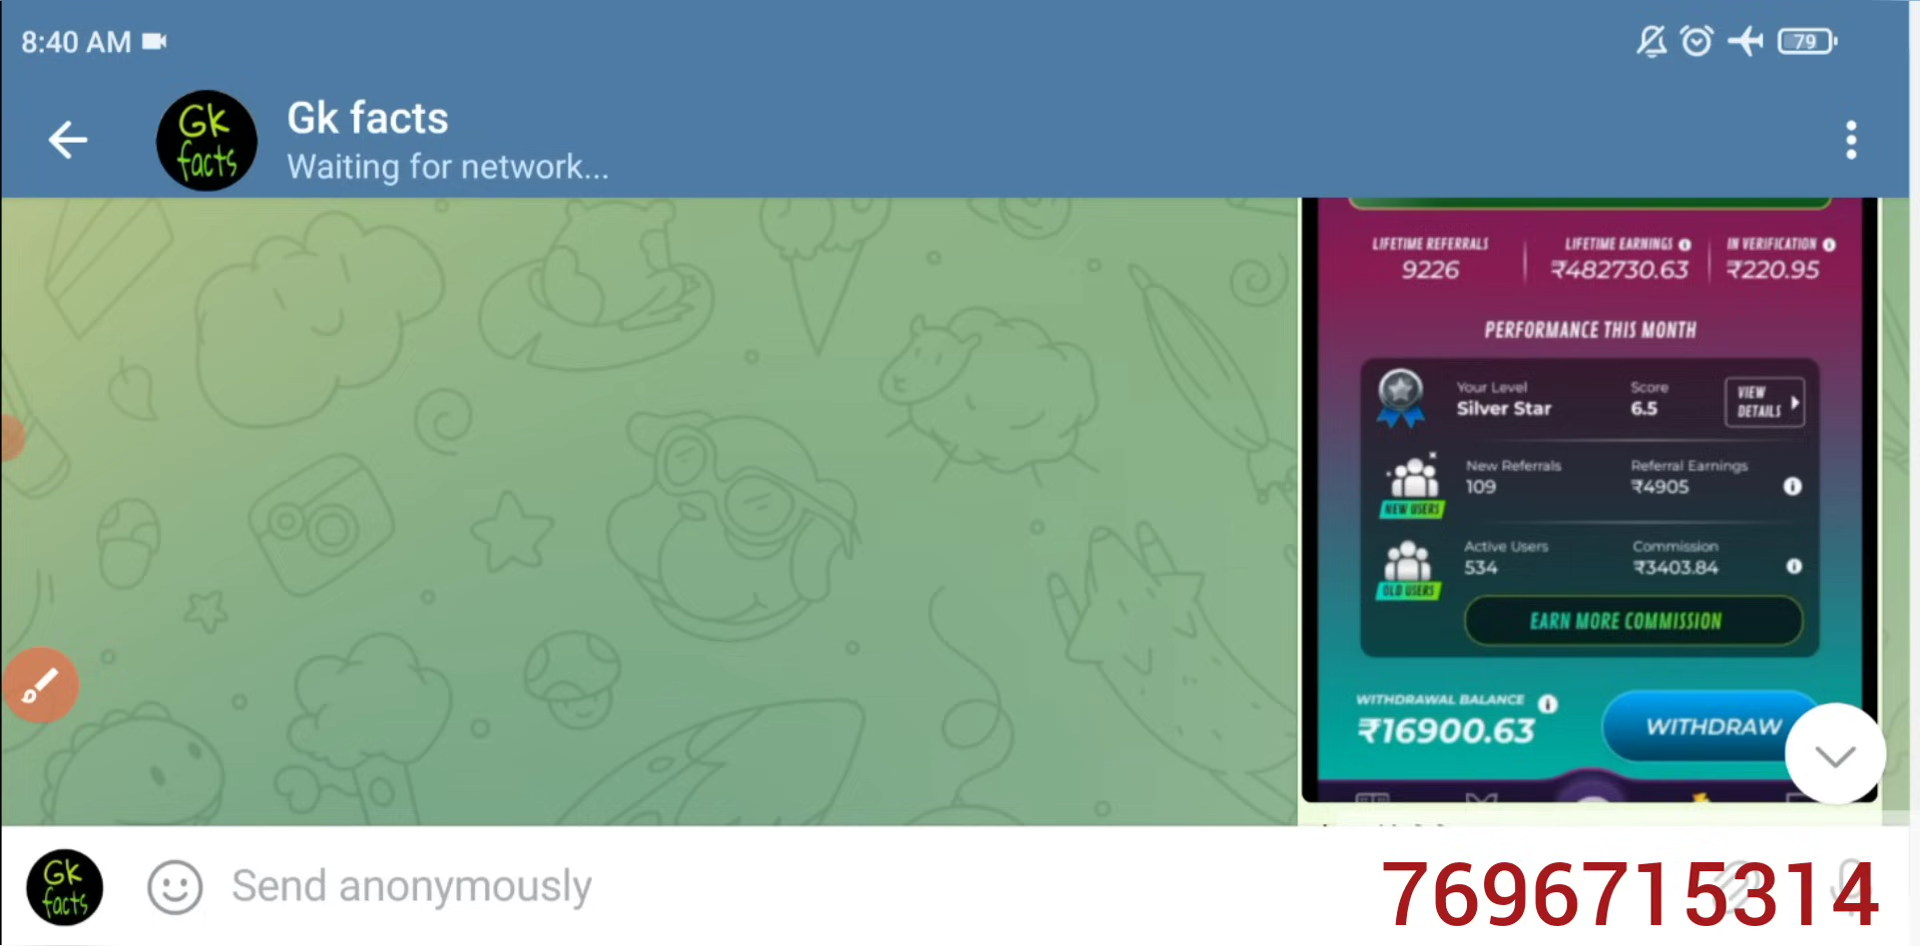 8:40 AM
79
Gk facts
Gk facts
Waiting for network...
LIFETIME REFERRALS
9226
LIFETIME EARNINGS
₹482730.63
IN VERIFICATION
₹220.95
PERFORMANCE THIS MONTH
Your Level
Silver Star
Score
6.5
VIEW DETAILS
New Referrals
109
Referral Earnings
₹4905
NEW USERS
Active Users
534
Commission
₹3403.84
OLD USERS
EARN MORE COMMISSION
WITHDRAWAL BALANCE
₹16900.63
WITHDRAW
Gk facts
Send anonymously
7696715314